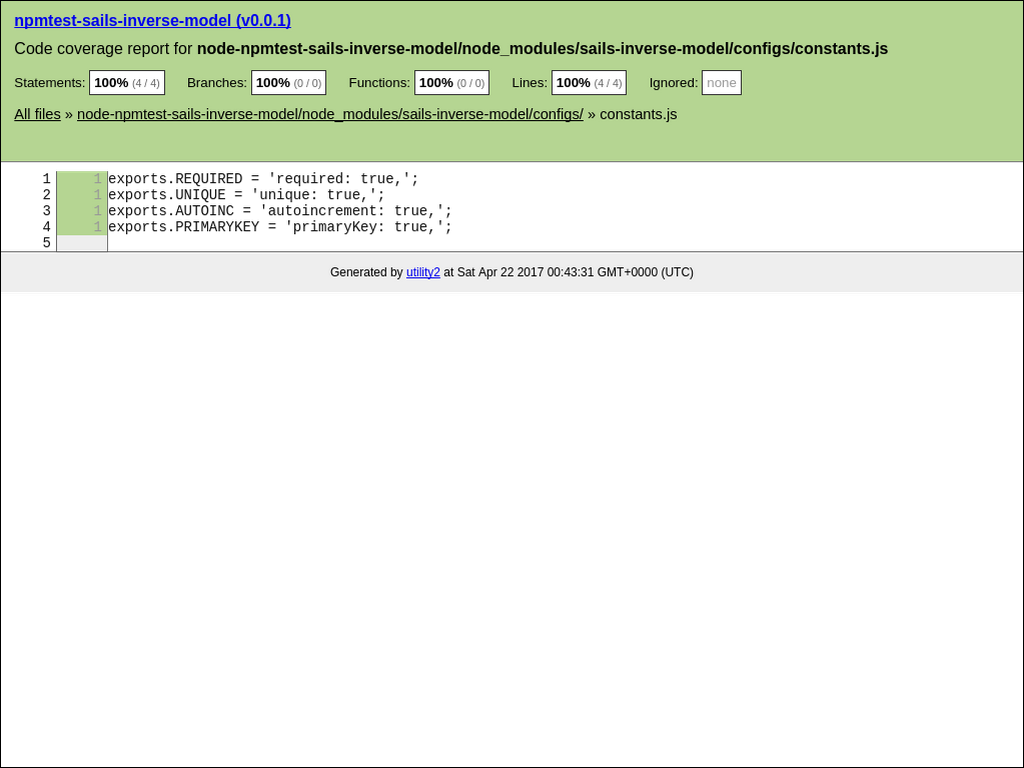 npmtest-sails-inverse-model (v0.0.1)
Code coverage report for node-npmtest-sails-inverse-model/node_modules/sails-inverse-model/configs/constants.js
Statements: 100% (4 / 4) Branches: 100% (0 / 0) Functions: 100% (0 / 0) Lines: 100% (4 / 4) Ignored: none
All files » node-npmtest-sails-inverse-model/node_modules/sails-inverse-model/configs/ » constants.js
1 1 exports.REQUIRED = 'required: true,';
2 1 exports.UNIQUE = 'unique: true,';
3 1 exports.AUTOINC = 'autoincrement: true,';
4 1 exports.PRIMARYKEY = 'primaryKey: true,';
5
Generated by utility2 at Sat Apr 22 2017 00:43:31 GMT+0000 (UTC)